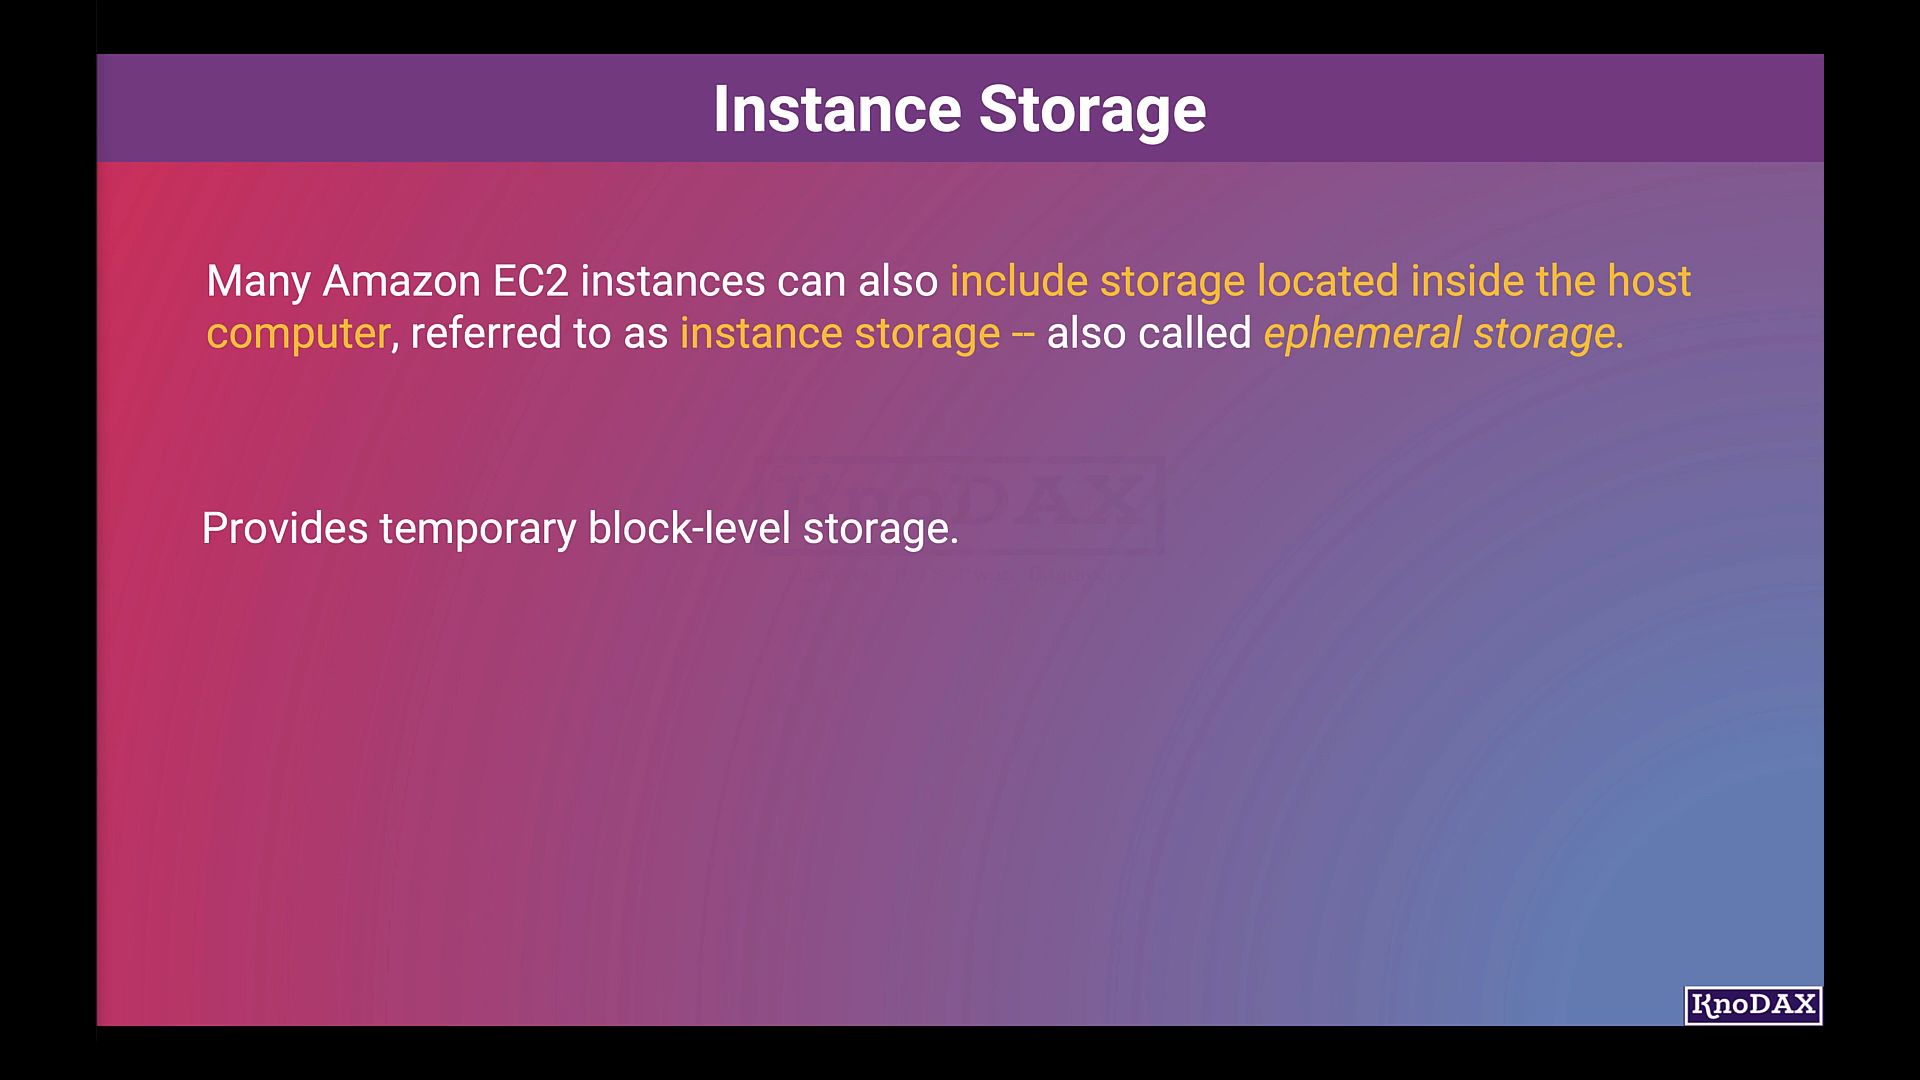 Instance Storage
Many Amazon EC2 instances can also include storage located inside the host
computer, referred to as instance storage -- also called ephemeral storage.
KnoDAX
Provides temporary block-level storage.
KnoDAX